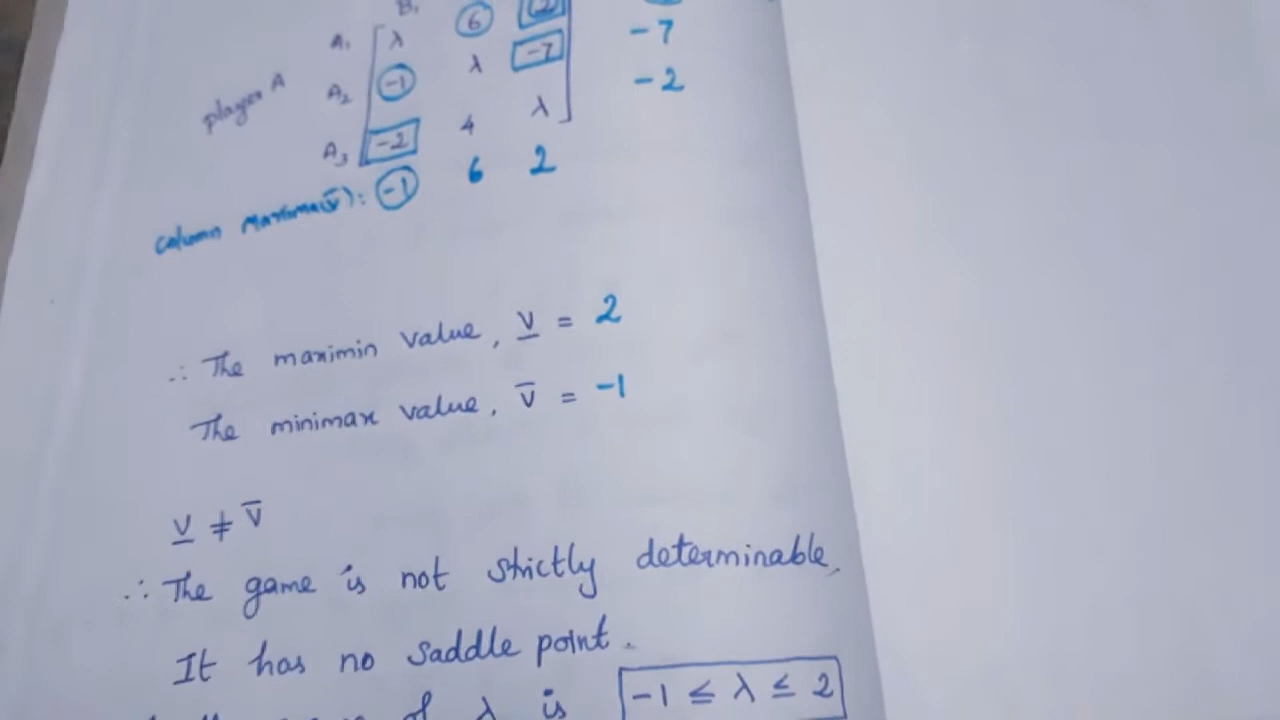 B₁
A₁ λ 6 2
player A A₂ -1 λ -7 -7
A₃ -2 4 λ -2
column maxima(v̅): -1 6 2
∴ The maximin value, v̲ = 2
The minimax value, v̅ = -1
v̲ ≠ v̅
∴ The game is not strictly determinable.
It has no saddle point.
of λ is -1 ≤ λ ≤ 2